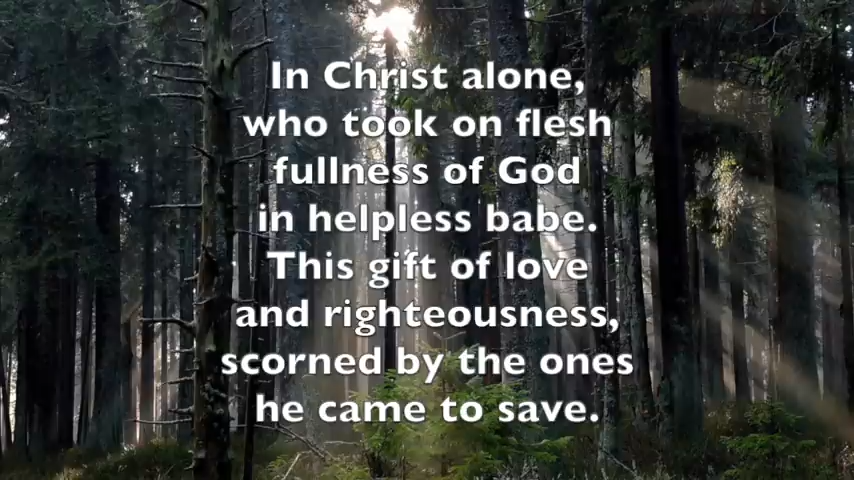 In Christ alone,
who took on flesh
fullness of God
in helpless babe.
This gift of love
and righteousness,
scorned by the ones
he came to save.